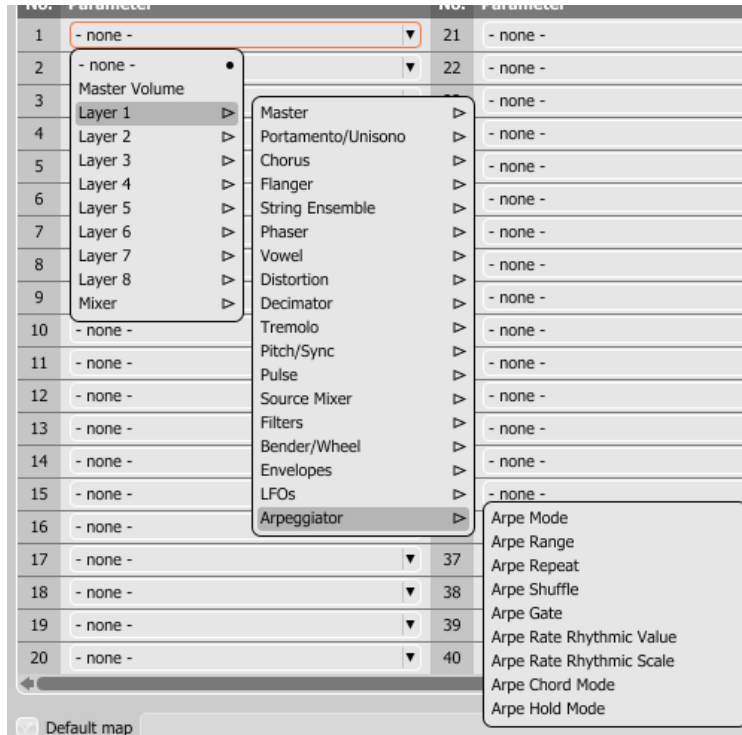 No. Parameter No. Parameter
1 - none - 21 - none -
2 22 - none -
3 - none -
4 - none -
5 - none -
6 - none -
7 - none -
8 - none -
9 - none -
10 - none - - none -
11 - none - - none -
12 - none - - none -
13 - none - - none -
14 - none - - none -
15 - none - - none -
16 - none -
17 - none - 37
18 - none - 38
19 - none - 39
20 - none - 40
- none -
Master Volume
Layer 1
Layer 2
Layer 3
Layer 4
Layer 5
Layer 6
Layer 7
Layer 8
Mixer
Master
Portamento/Unisono
Chorus
Flanger
String Ensemble
Phaser
Vowel
Distortion
Decimator
Tremolo
Pitch/Sync
Pulse
Source Mixer
Filters
Bender/Wheel
Envelopes
LFOs
Arpeggiator
Arpe Mode
Arpe Range
Arpe Repeat
Arpe Shuffle
Arpe Gate
Arpe Rate Rhythmic Value
Arpe Rate Rhythmic Scale
Arpe Chord Mode
Arpe Hold Mode
Default map